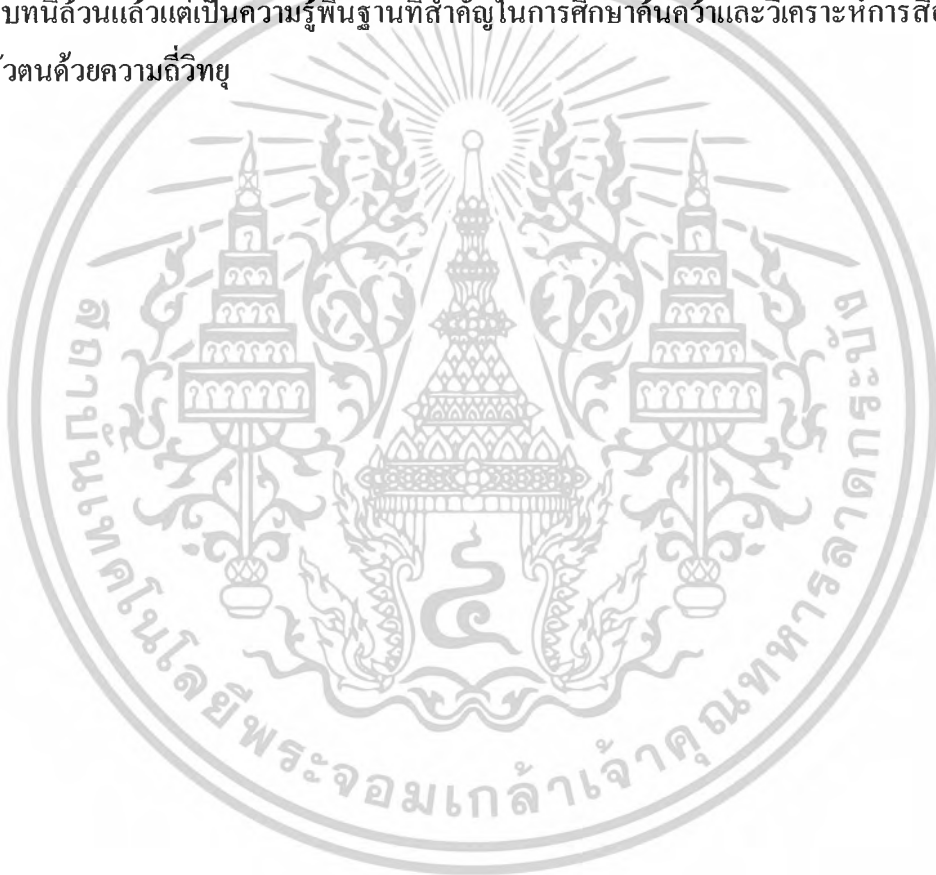 บทนี้ล้วนแล้วแต่เป็นความรู้พื้นฐานที่สำคัญในการศึกษาค้นคว้าและวิเคราะห์การสื่อ
วตนด้วยความถี่วิทยุ
สถาบันเทคโนโลยีพระจอมเกล้าเจ้าคุณทหารลาดกระบัง